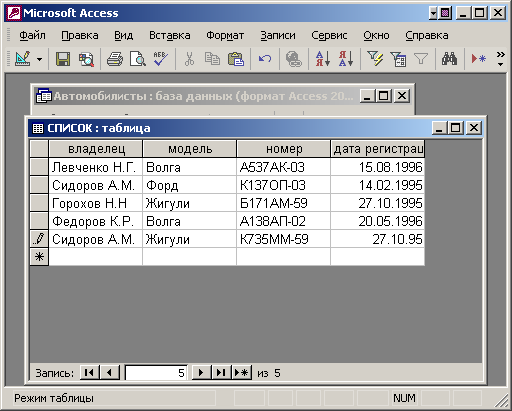 Microsoft Access
Файл Правка Вид Вставка Формат Записи Сервис Окно Справка
Автомобилисты : база данных (формат Access 20...
СПИСОК : таблица
владелец модель номер дата регистрац
Левченко Н.Г. Волга А537АК-03 15.08.1996
Сидоров А.М. Форд К137ОП-03 14.02.1995
Горохов Н.Н Жигули Б171АМ-59 27.10.1995
Федоров К.Р. Волга А138АП-02 20.05.1996
Сидоров А.М. Жигули К735ММ-59 27.10.95
Запись: 5 из 5
Режим таблицы NUM